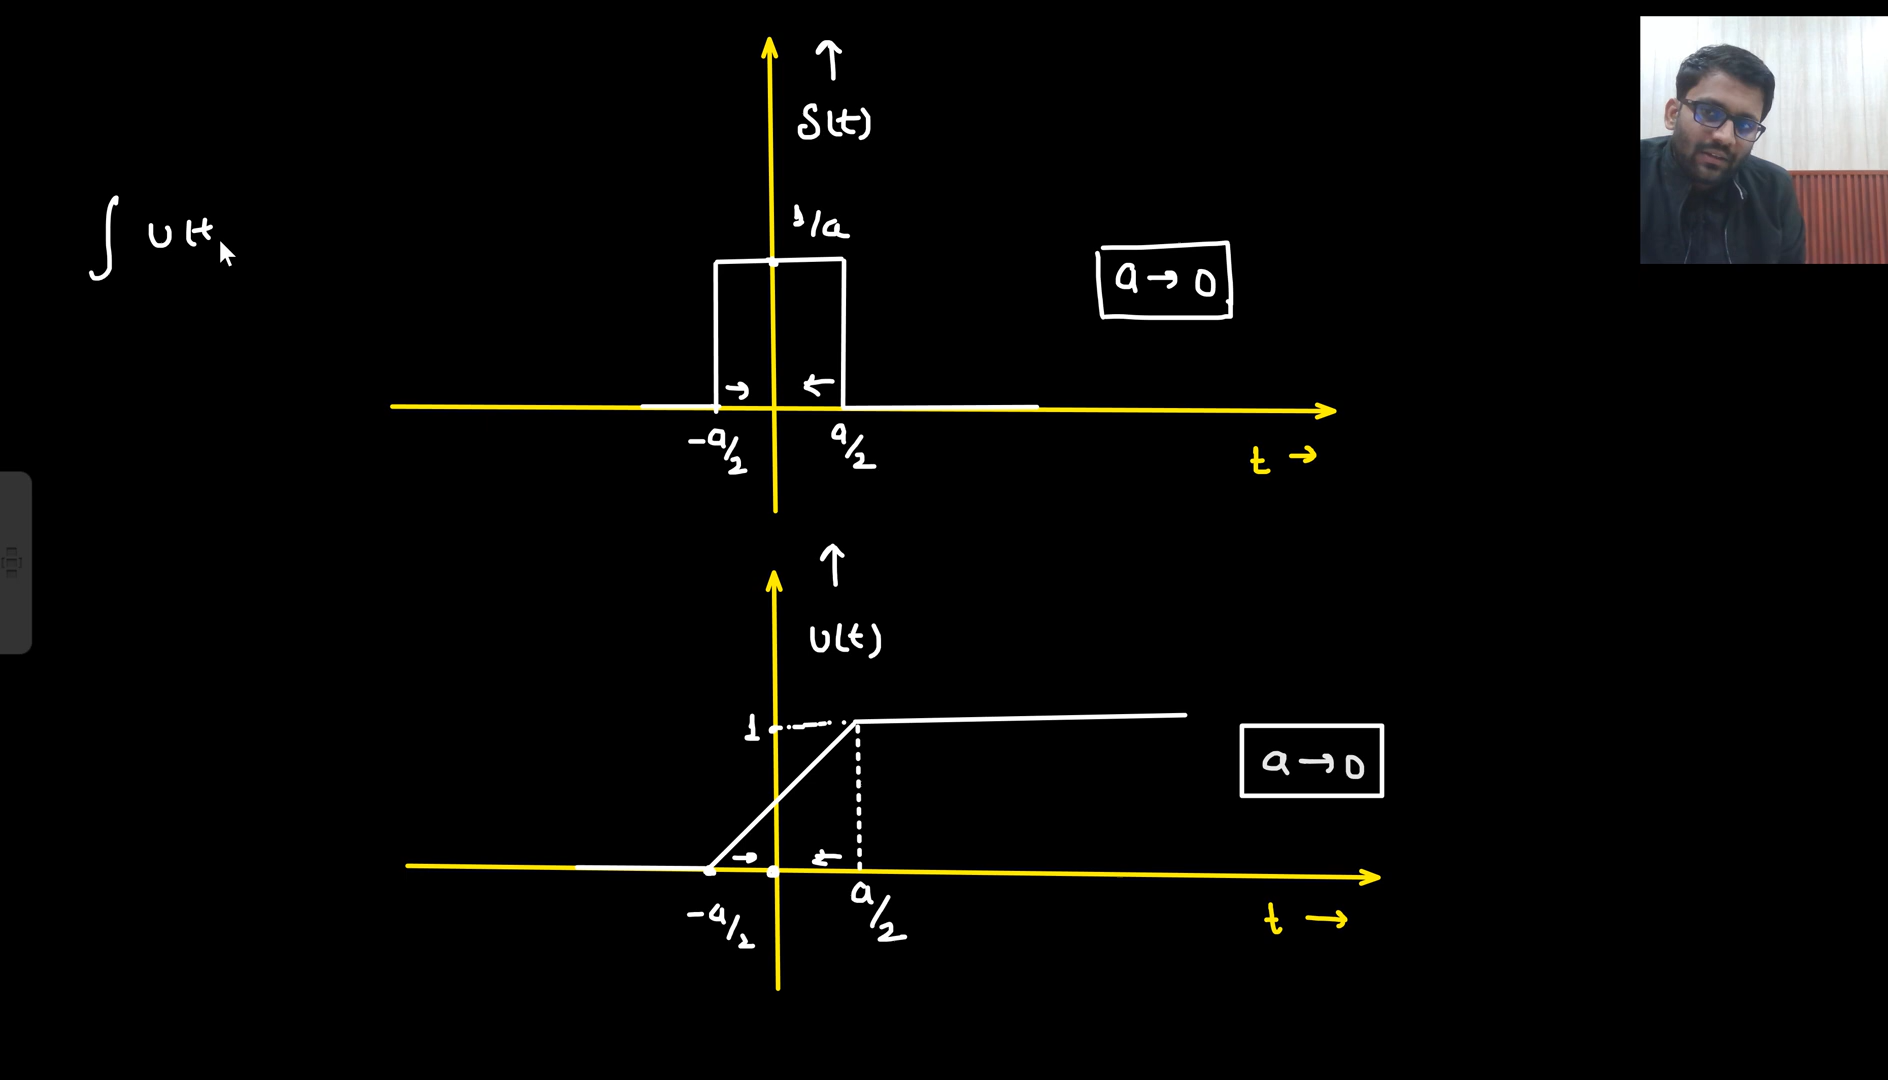 ↑
δ(t)
∫ u(t
1/a
a → 0
-a/2
a/2
t →
↑
u(t)
1
a → 0
-a/2
a/2
t →